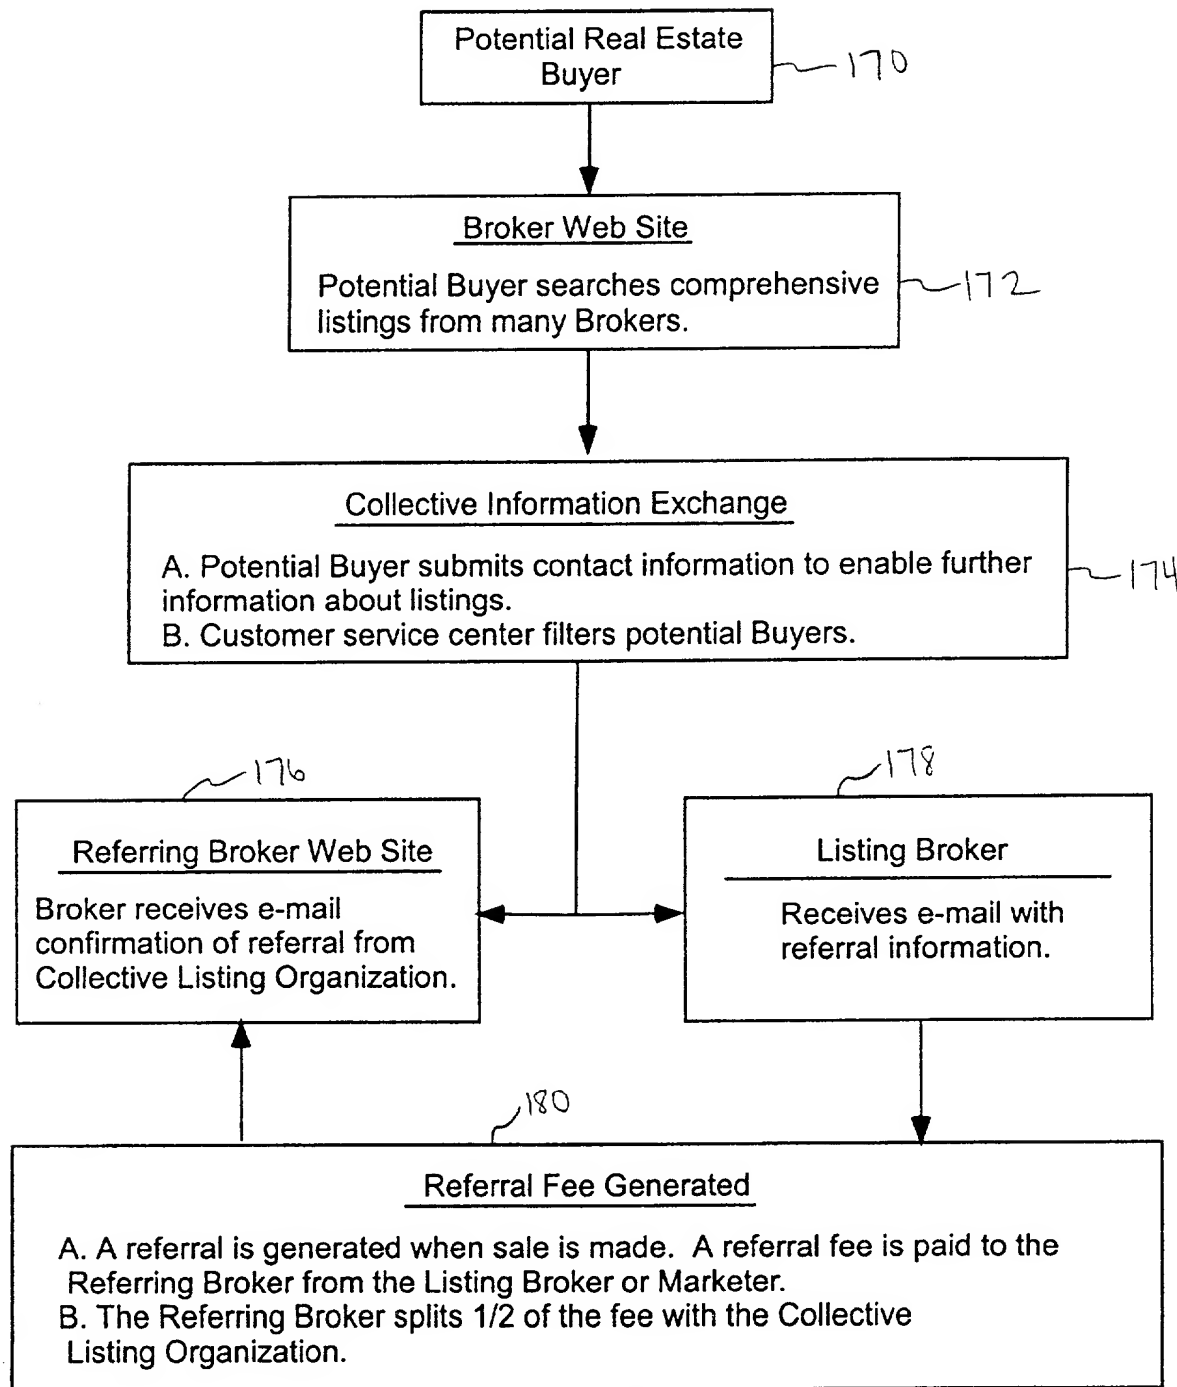 Potential Real Estate
Buyer
170
Broker Web Site
Potential Buyer searches comprehensive
listings from many Brokers.
172
Collective Information Exchange
A. Potential Buyer submits contact information to enable further
information about listings.
B. Customer service center filters potential Buyers.
174
176
Referring Broker Web Site
Broker receives e-mail
confirmation of referral from
Collective Listing Organization.
178
Listing Broker
Receives e-mail with
referral information.
180
Referral Fee Generated
A. A referral is generated when sale is made. A referral fee is paid to the
Referring Broker from the Listing Broker or Marketer.
B. The Referring Broker splits 1/2 of the fee with the Collective
Listing Organization.